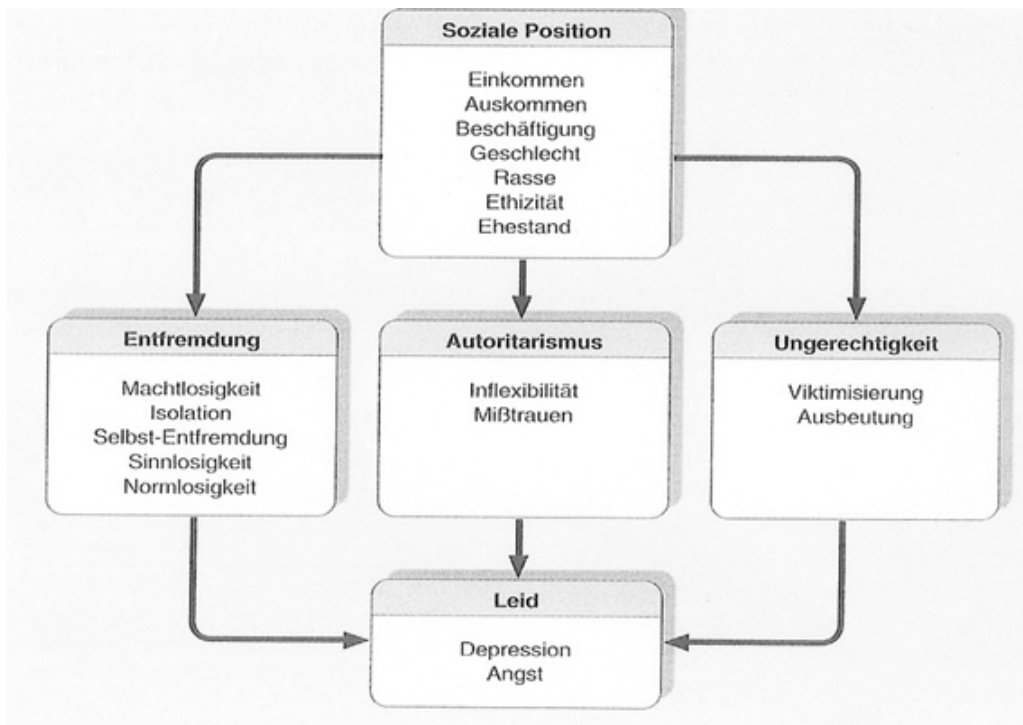 Soziale Position
Einkommen
Auskommen
Beschäftigung
Geschlecht
Rasse
Ethizität
Ehestand
Entfremdung
Machtlosigkeit
Isolation
Selbst-Entfremdung
Sinnlosigkeit
Normlosigkeit
Autoritarismus
Inflexibilität
Mißtrauen
Ungerechtigkeit
Viktimisierung
Ausbeutung
Leid
Depression
Angst